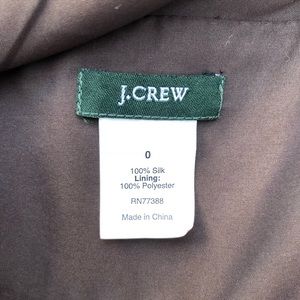 J.CREW
0
100% Silk
Lining:
100% Polyester
RN77388
Made in China